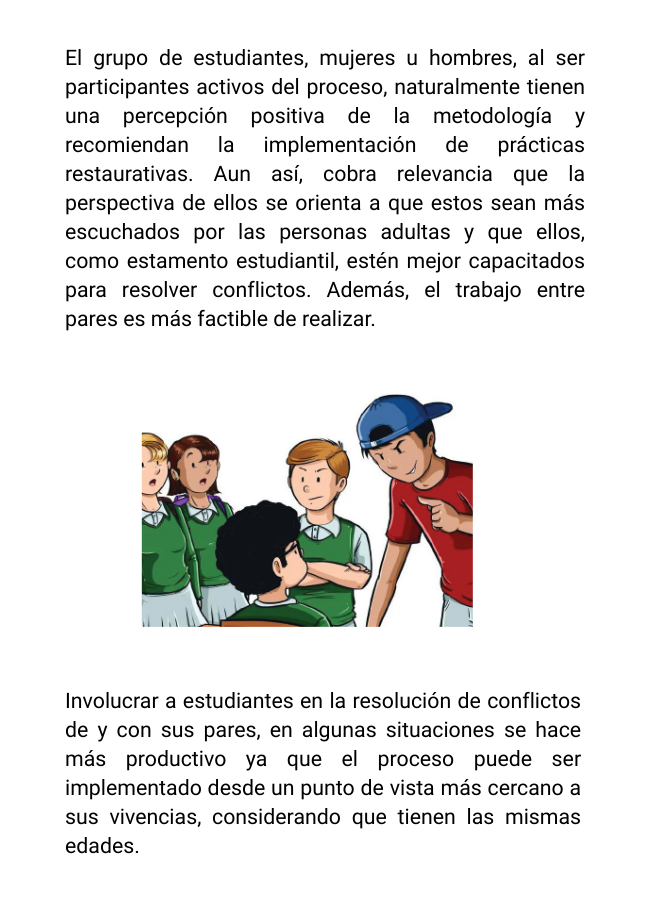 El grupo de estudiantes, mujeres u hombres, al ser
participantes activos del proceso, naturalmente tienen
una percepción positiva de la metodología y
recomiendan la implementación de prácticas
restaurativas. Aun así, cobra relevancia que la
perspectiva de ellos se orienta a que estos sean más
escuchados por las personas adultas y que ellos,
como estamento estudiantil, estén mejor capacitados
para resolver conflictos. Además, el trabajo entre
pares es más factible de realizar.
Involucrar a estudiantes en la resolución de conflictos
de y con sus pares, en algunas situaciones se hace
más productivo ya que el proceso puede ser
implementado desde un punto de vista más cercano a
sus vivencias, considerando que tienen las mismas
edades.